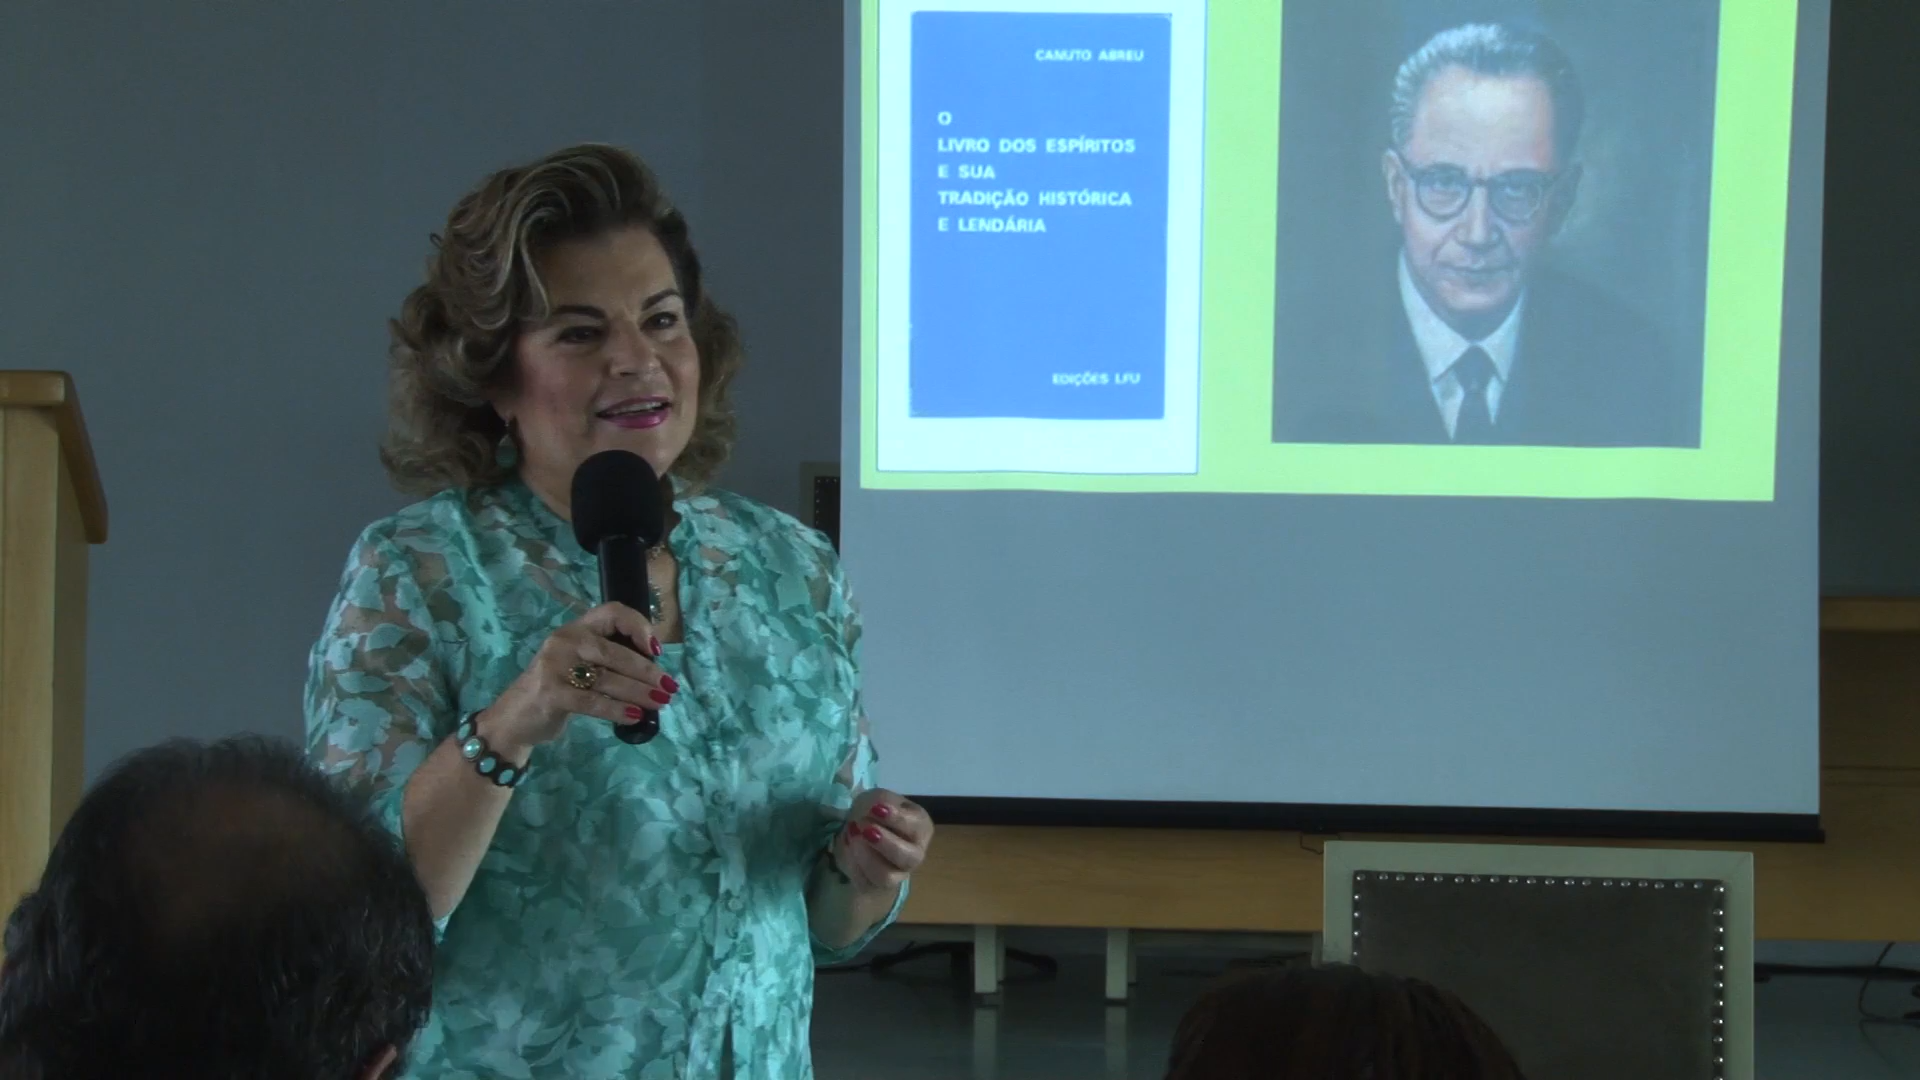 CANUTO ABREU
O
LIVRO DOS ESPÍRITOS
E SUA
TRADIÇÃO HISTÓRICA
E LENDÁRIA
EDIÇÕES LFU